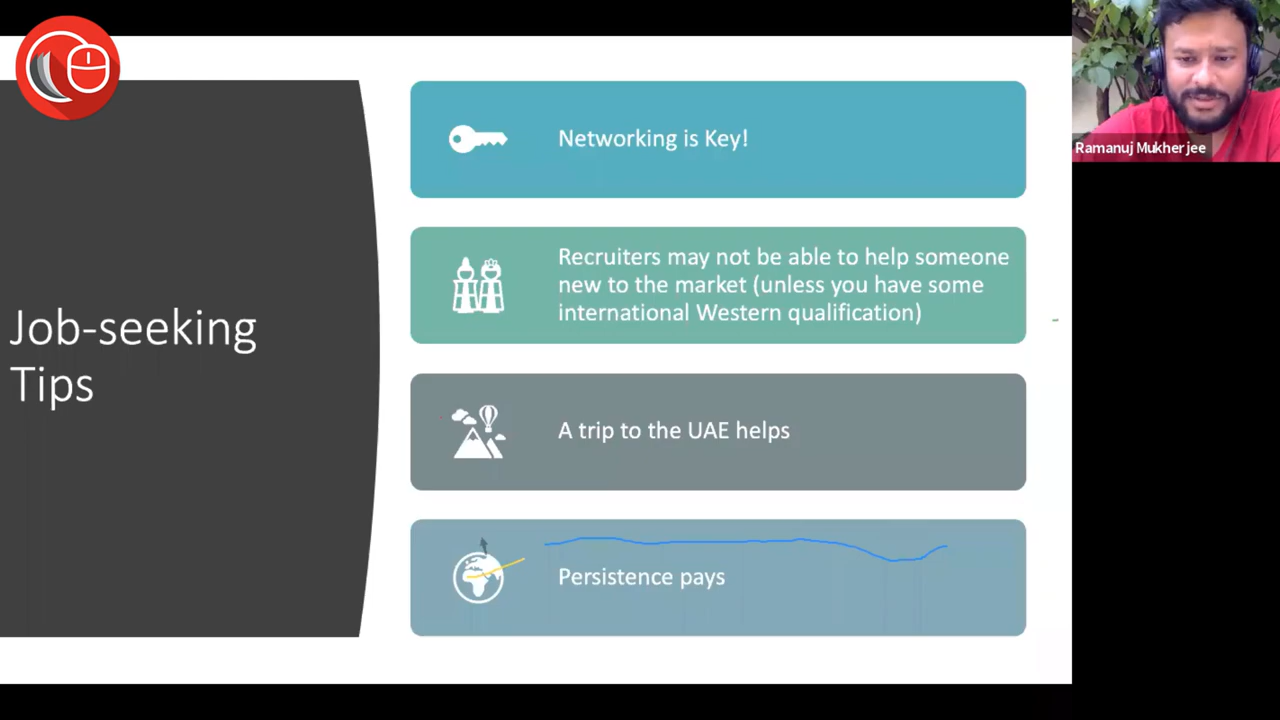 Job-seeking
Tips
Networking is Key!
Recruiters may not be able to help someone
new to the market (unless you have some
international Western qualification)
A trip to the UAE helps
Persistence pays
Ramanuj Mukherjee